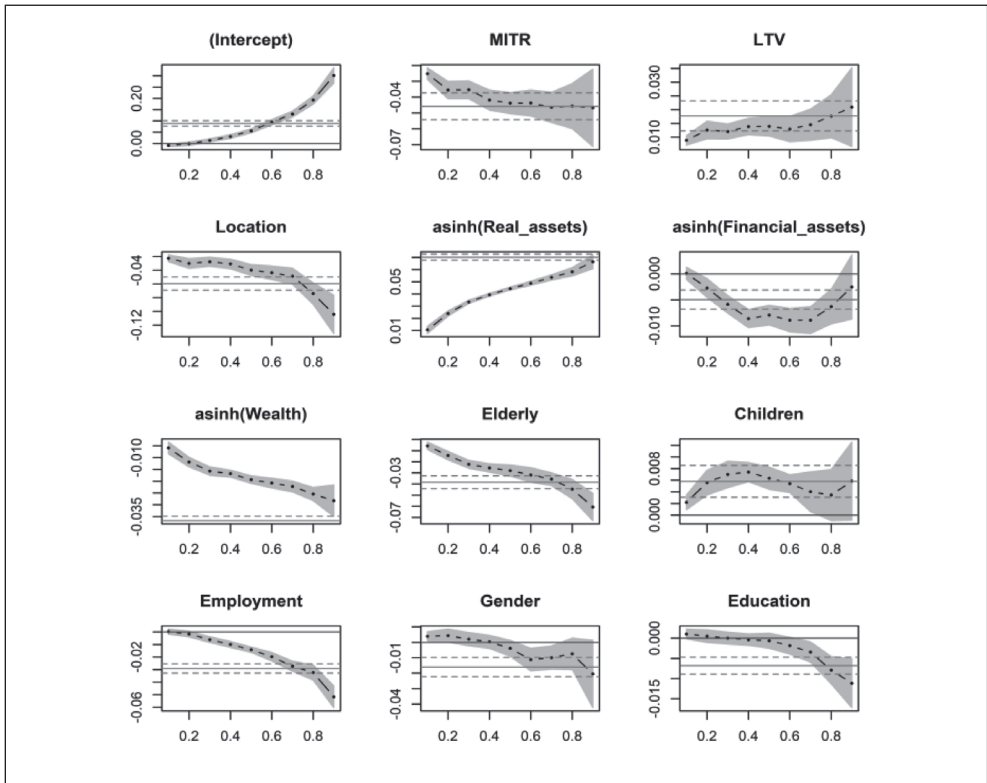 (Intercept) MITR LTV
0.20
0.00
0.2 0.4 0.6 0.8
-0.04
-0.07
0.2 0.4 0.6 0.8
0.030
0.010
0.2 0.4 0.6 0.8
Location asinh(Real_assets) asinh(Financial_assets)
-0.04
-0.12
0.2 0.4 0.6 0.8
0.05
0.01
0.2 0.4 0.6 0.8
0.000
-0.010
0.2 0.4 0.6 0.8
asinh(Wealth) Elderly Children
-0.010
-0.035
0.2 0.4 0.6 0.8
-0.03
-0.07
0.2 0.4 0.6 0.8
0.008
0.000
0.2 0.4 0.6 0.8
Employment Gender Education
-0.02
-0.06
0.2 0.4 0.6 0.8
-0.01
-0.04
0.2 0.4 0.6 0.8
0.000
-0.015
0.2 0.4 0.6 0.8